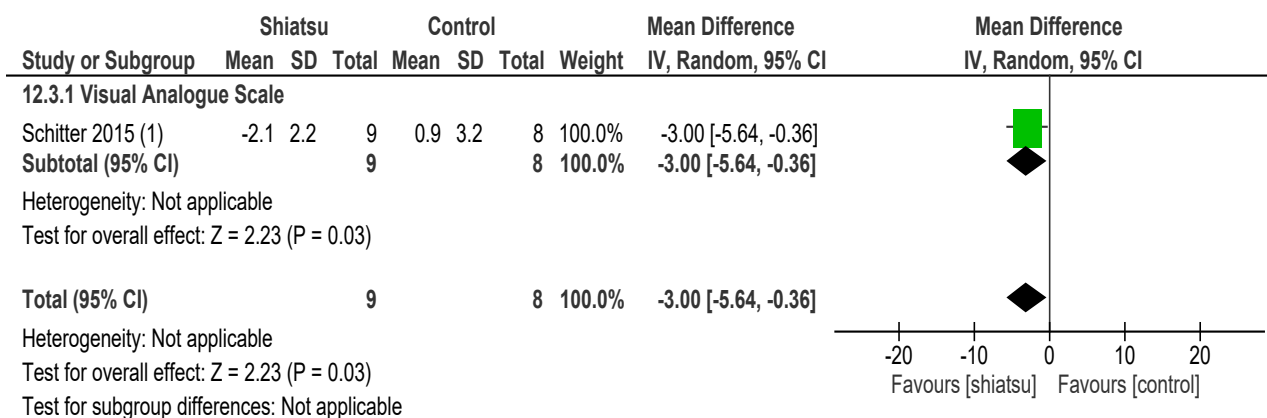 Shiatsu Control Mean Difference Mean Difference
Study or Subgroup Mean SD Total Mean SD Total Weight IV, Random, 95% CI IV, Random, 95% CI
12.3.1 Visual Analogue Scale
Schitter 2015 (1) -2.1 2.2 9 0.9 3.2 8 100.0% -3.00 [-5.64, -0.36]
Subtotal (95% CI) 9 8 100.0% -3.00 [-5.64, -0.36]
Heterogeneity: Not applicable
Test for overall effect: Z = 2.23 (P = 0.03)
Total (95% CI) 9 8 100.0% -3.00 [-5.64, -0.36]
Heterogeneity: Not applicable
Test for overall effect: Z = 2.23 (P = 0.03)
Test for subgroup differences: Not applicable
-20 -10 0 10 20
Favours [shiatsu] Favours [control]